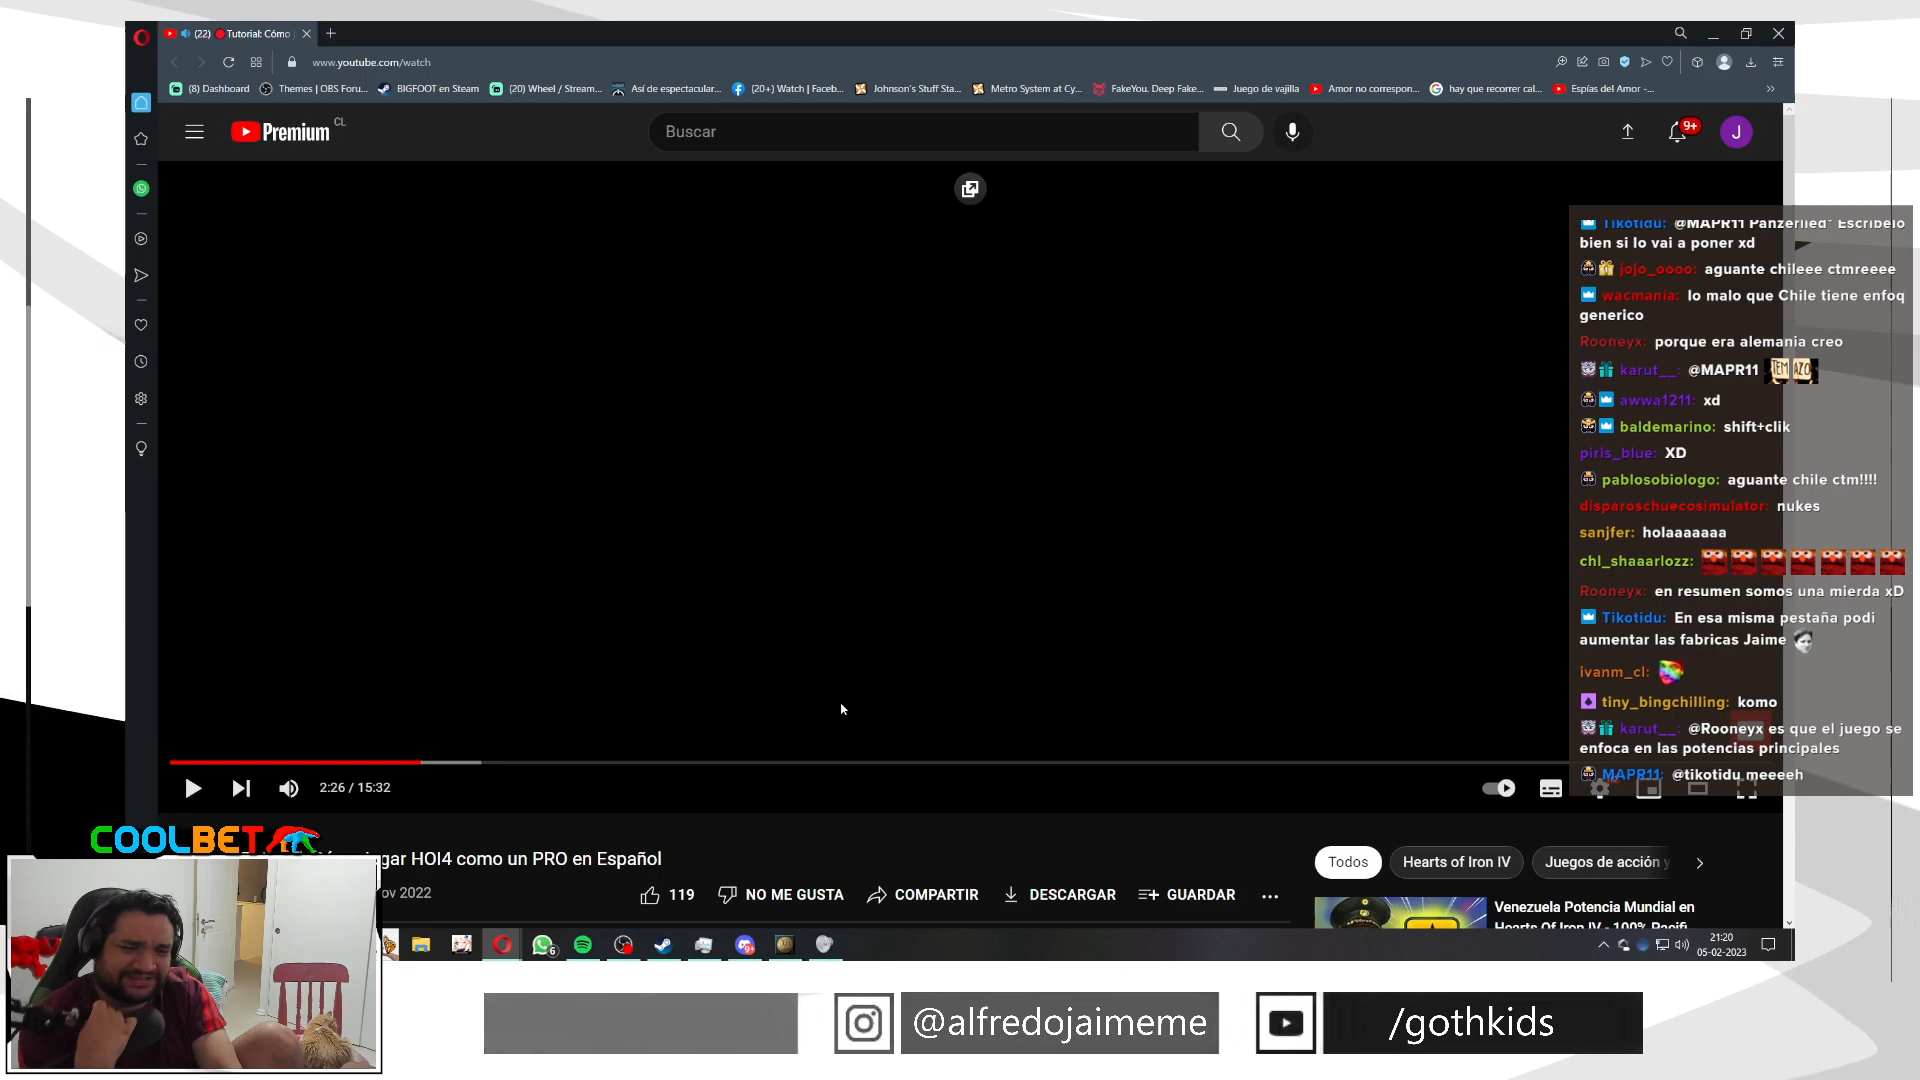 (22) Tutorial: Cómo
www.youtube.com/watch
(8) Dashboard
Themes | OBS Foru...
BIGFOOT en Steam
(20) Wheel / Stream...
Así de espectacular...
(20+) Watch | Faceb...
Johnson's Stuff Sta...
Metro System at Cy...
FakeYou. Deep Fake...
Juego de vajilla
Amor no correspon...
hay que recorrer cal...
Espías del Amor -...
Premium CL
Buscar
9+
J
Tikotidu: @MAPR11 Panzerlied* Escribelo
bien si lo vai a poner xd
jojo_oooo: aguante chileee ctmreeee
wacmania: lo malo que Chile tiene enfoq
generico
Rooneyx: porque era alemania creo
karut__: @MAPR11 TEMAZO
awwa1211: xd
baldemarino: shift+clik
piris_blue: XD
pablosobiologo: aguante chile ctm!!!!
disparoschuecosimulator: nukes
sanjfer: holaaaaaaa
chl_shaaarlozz:
Rooneyx: en resumen somos una mierda xD
Tikotidu: En esa misma pestaña podi
aumentar las fabricas Jaime
ivanm_cl:
tiny_bingchilling: komo
karut__: @Rooneyx es que el juego se
enfoca en las potencias principales
MAPR11: @tikotidu meeeeh
2:26 / 15:32
COOLBET
gar HOI4 como un PRO en Español
ov 2022
119
NO ME GUSTA
COMPARTIR
DESCARGAR
GUARDAR
Todos
Hearts of Iron IV
Juegos de acción y
Venezuela Potencia Mundial en
Hearts Of Iron IV - 100% Pacifi
6
21:20
05-02-2023
@alfredojaimeme
/gothkids